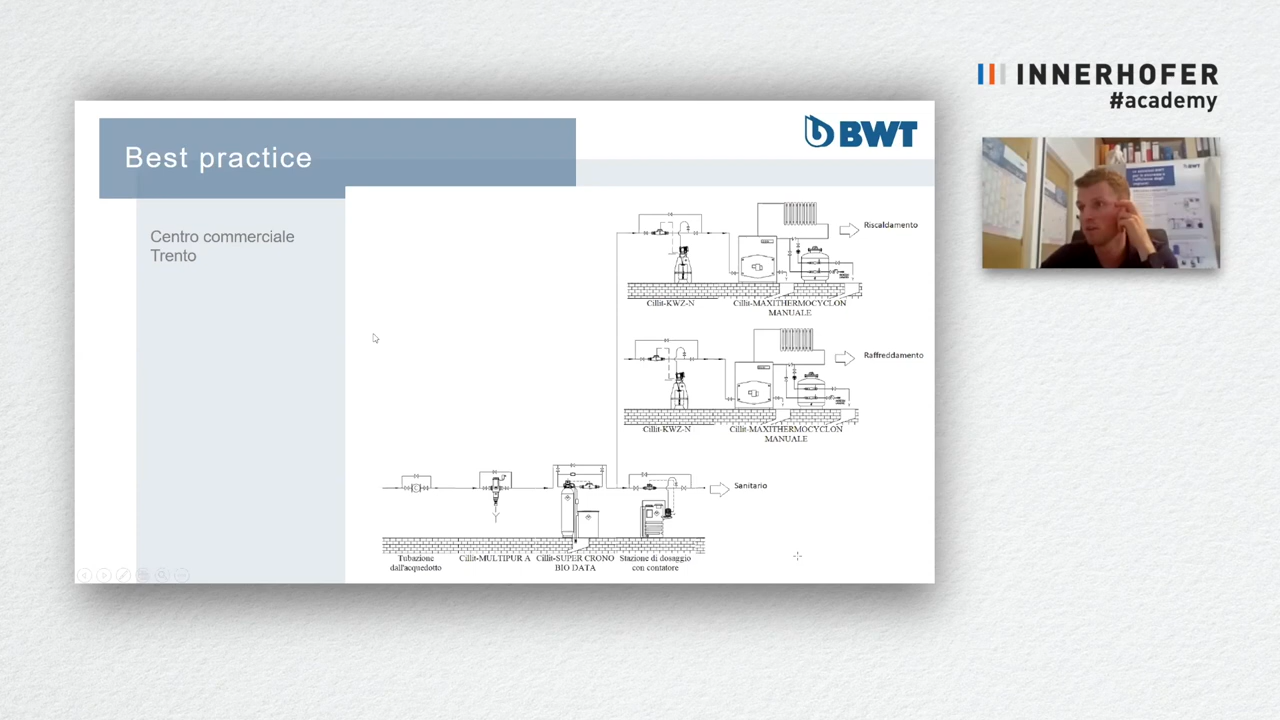 INNERHOFER
#academy
BWT
Best practice
Centro commerciale
Trento
Riscaldamento
Cillit-KWZ-N
Cillit-MAXITHERMOCYCLON
MANUALE
Raffreddamento
Cillit-KWZ-N
Cillit-MAXITHERMOCYCLON
MANUALE
Sanitario
Tubazione
dall'acquedotto
Cillit-MULTIPUR A
Cillit-SUPER CRONO
BIO DATA
Stazione di dosaggio
con contatore